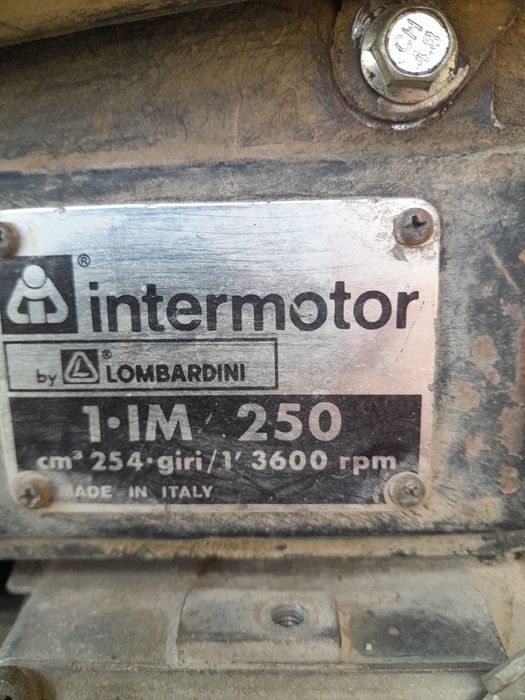 intermotor ®
by ® LOMBARDINI
1·IM 250
cm³ 254·giri/1' 3600 rpm
MADE IN ITALY